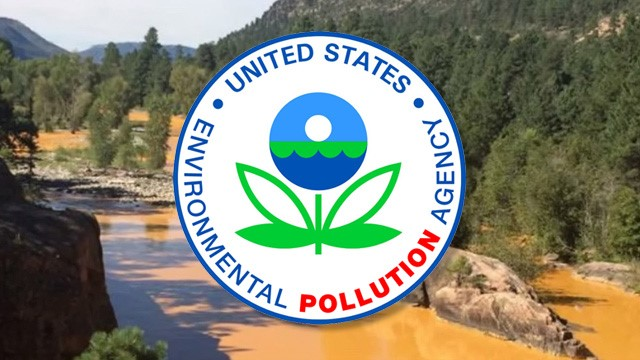 UNITED STATES
ENVIRONMENTAL POLLUTION AGENCY